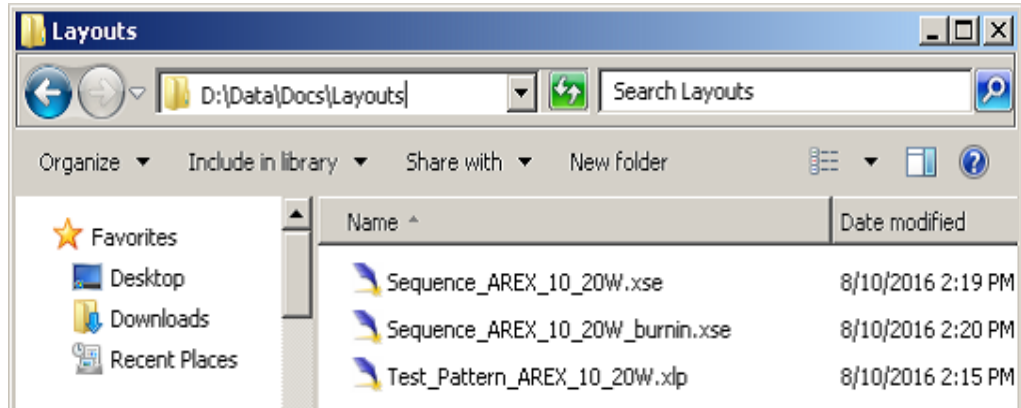 Layouts
D:\Data\Docs\Layouts Search Layouts
Organize Include in library Share with New folder
Name Date modified
Favorites
Desktop
Downloads
Recent Places
Sequence_AREX_10_20W.xse 8/10/2016 2:19 PM
Sequence_AREX_10_20W_burnin.xse 8/10/2016 2:20 PM
Test_Pattern_AREX_10_20W.xlp 8/10/2016 2:15 PM